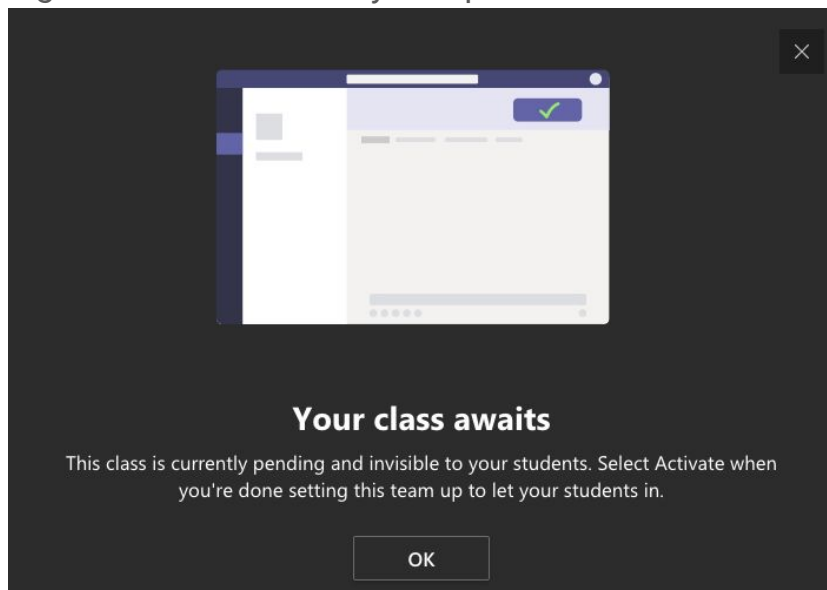 Your class awaits
This class is currently pending and invisible to your students. Select Activate when
you're done setting this team up to let your students in.
OK